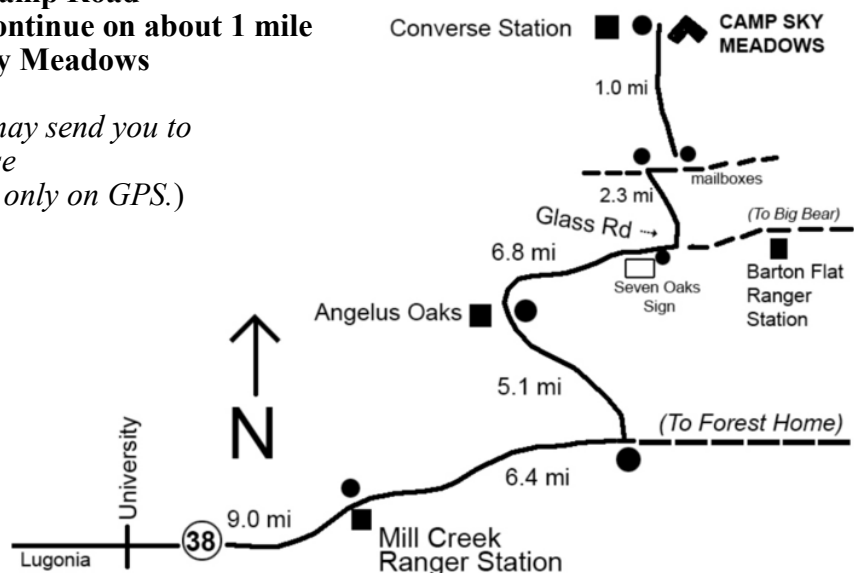 amp Road
ontinue on about 1 mile
y Meadows
may send you to
only on GPS.)
Converse Station
CAMP SKY
MEADOWS
1.0 mi
mailboxes
2.3 mi
Glass Rd
(To Big Bear)
6.8 mi
Seven Oaks
Sign
Barton Flat
Ranger
Station
Angelus Oaks
5.1 mi
N
(To Forest Home)
6.4 mi
University
9.0 mi
38
Lugonia
Mill Creek
Ranger Station